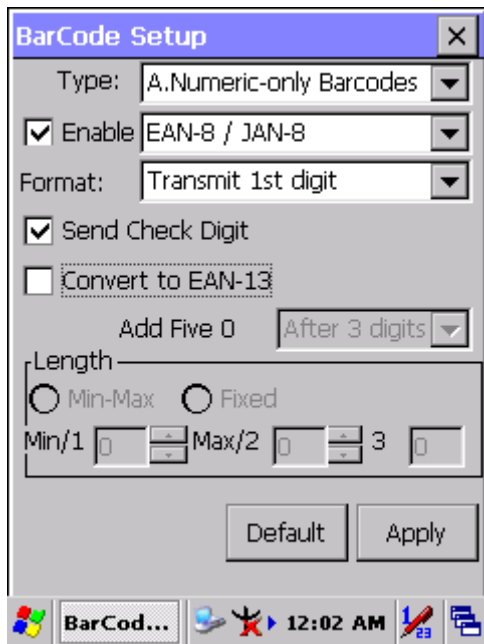 BarCode Setup
Type: A.Numeric-only Barcodes
Enable EAN-8 / JAN-8
Format: Transmit 1st digit
Send Check Digit
Convert to EAN-13
Add Five 0 After 3 digits
Length
Min-Max Fixed
Min/1 0 Max/2 0 3 0
Default Apply
BarCod... 12:02 AM 1/23